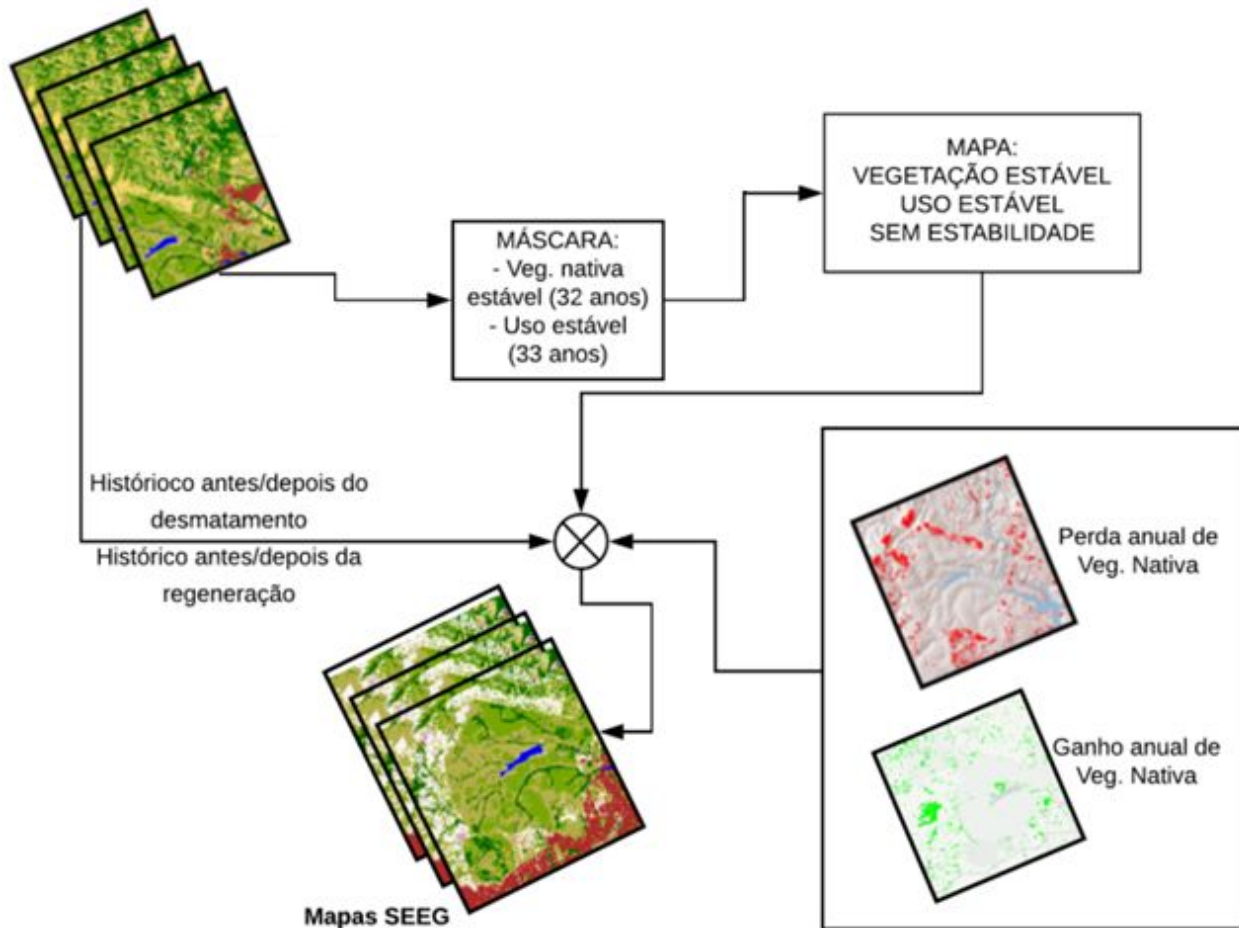 MAPA:
VEGETAÇÃO ESTÁVEL
USO ESTÁVEL
SEM ESTABILIDADE
MÁSCARA:
- Veg. nativa
estável (32 anos)
- Uso estável
(33 anos)
Histórioco antes/depois do
desmatamento
Histórico antes/depois da
regeneração
Perda anual de
Veg. Nativa
Ganho anual de
Veg. Nativa
Mapas SEEG